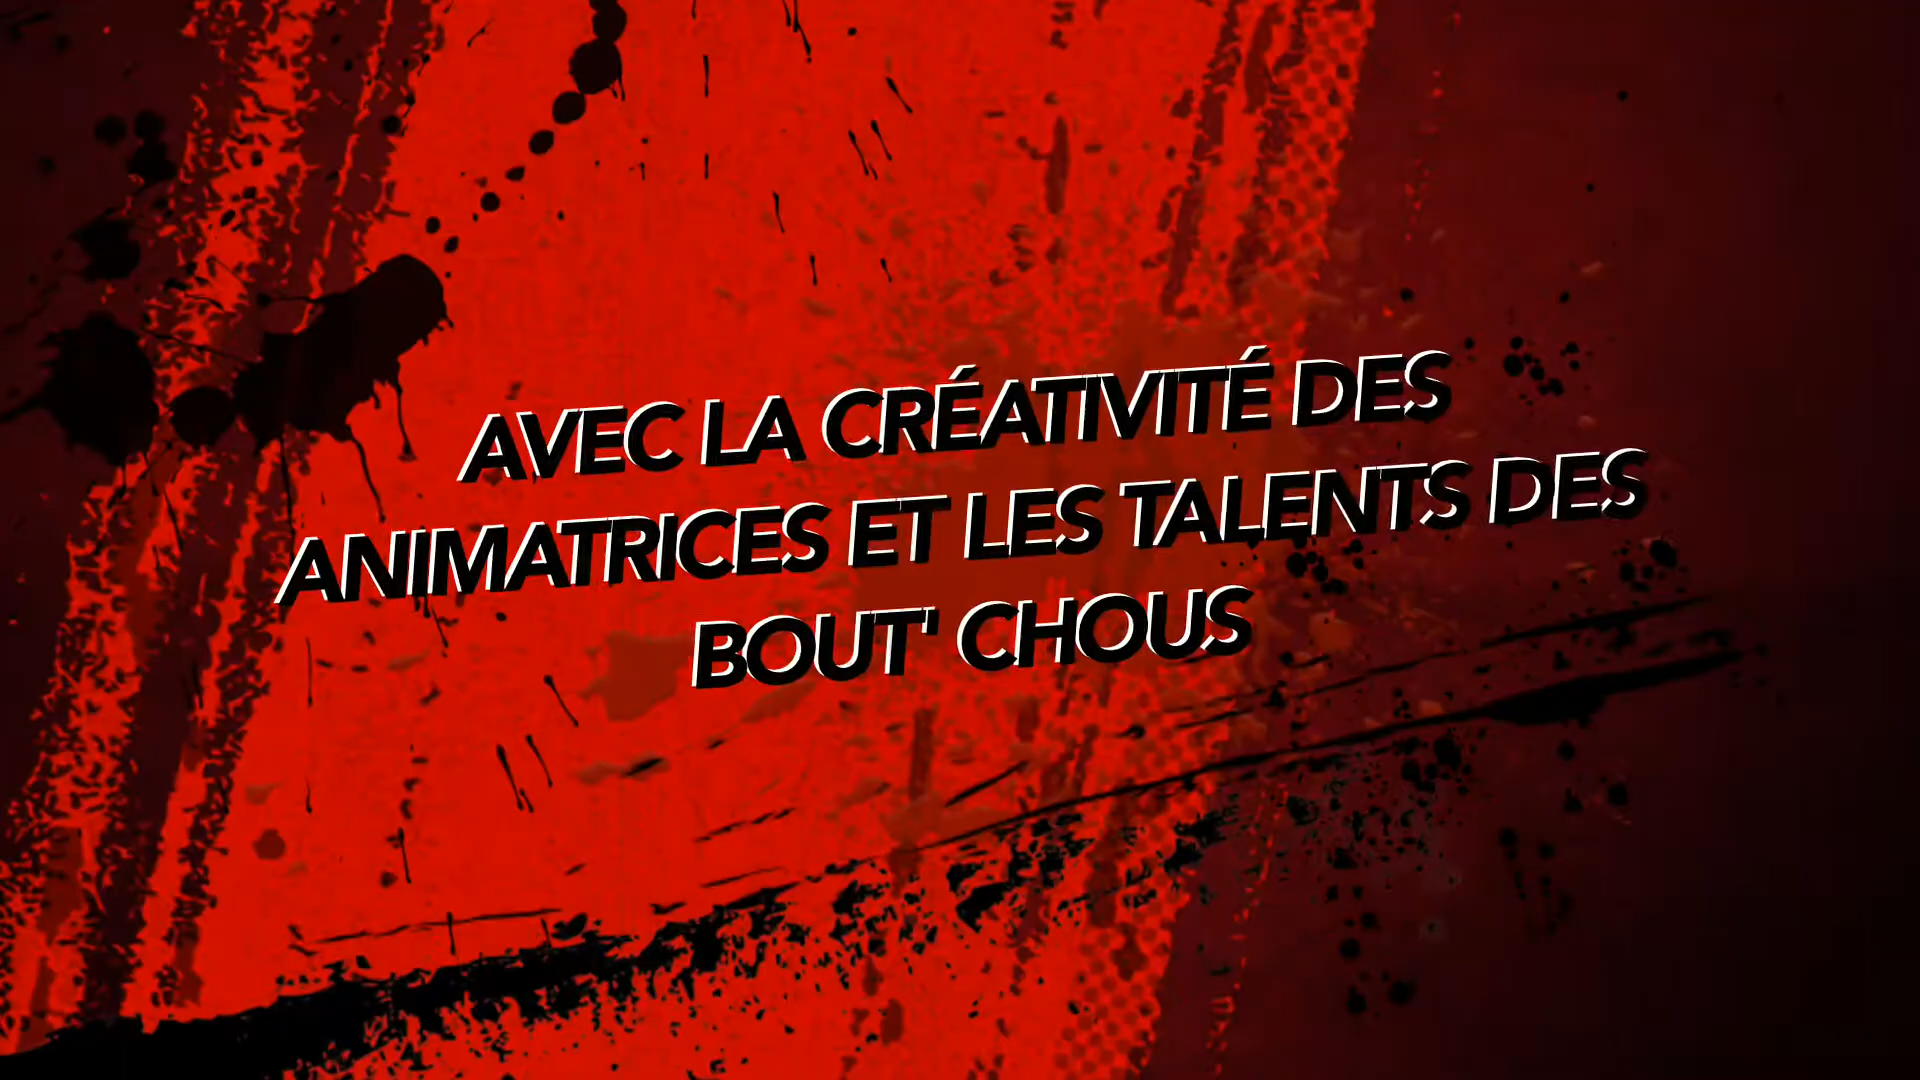 AVEC LA CRÉATIVITÉ DES
ANIMATRICES ET LES TALENTS DES
BOUT' CHOUS